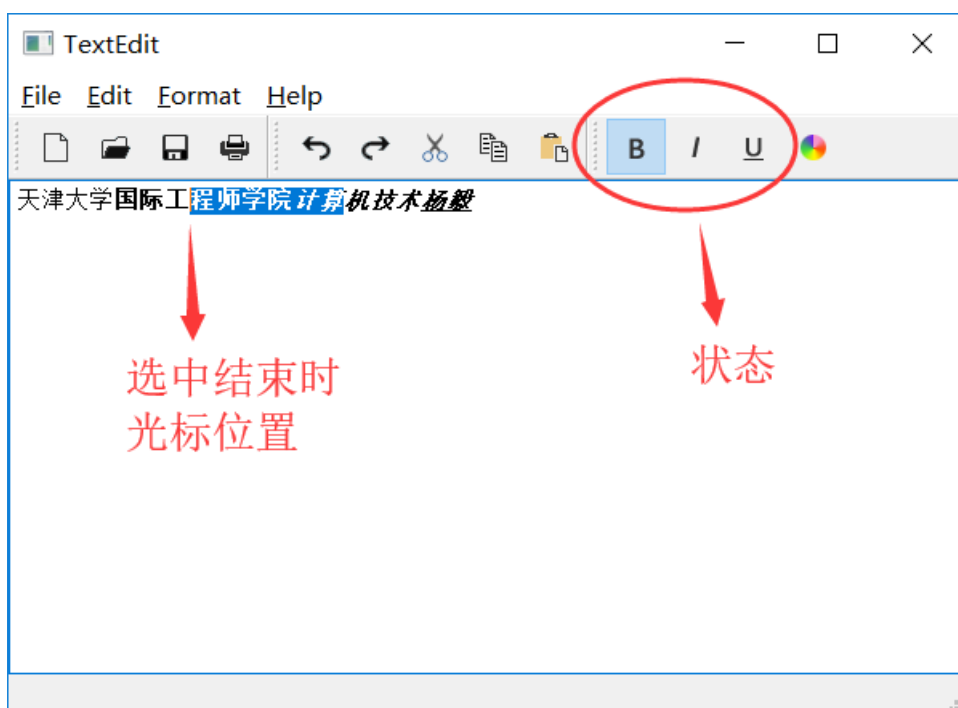 TextEdit
File Edit Format Help
B I U
天津大学国际工程师学院计算机技术杨毅
选中结束时
光标位置
状态